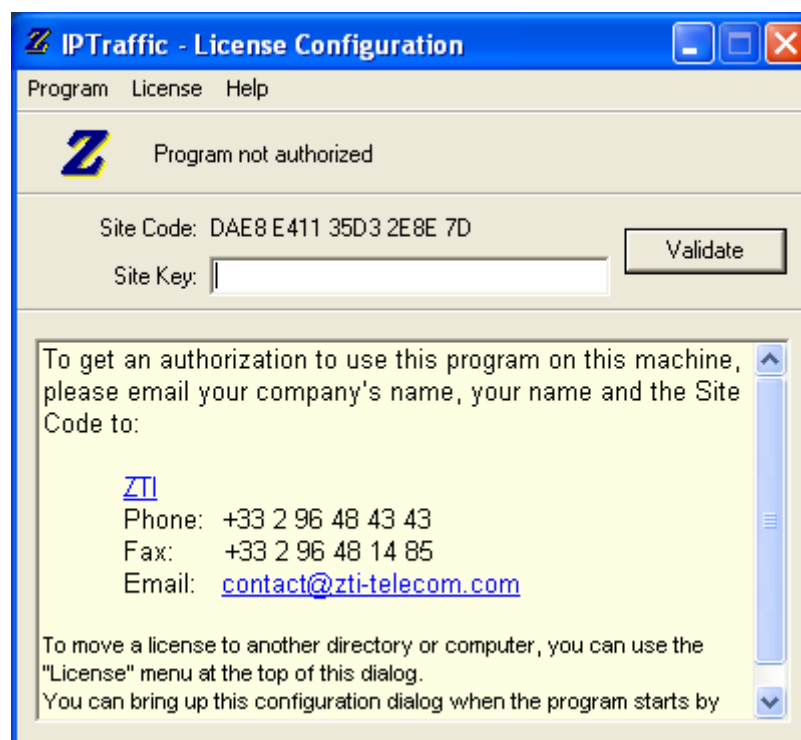 Z IPTraffic - License Configuration
Program License Help
Z Program not authorized
Site Code: DAE8 E411 35D3 2E8E 7D
Validate
Site Key:
To get an authorization to use this program on this machine,
please email your company's name, your name and the Site
Code to:
ZTI
Phone: +33 2 96 48 43 43
Fax: +33 2 96 48 14 85
Email: contact@zti-telecom.com
To move a license to another directory or computer, you can use the
"License" menu at the top of this dialog.
You can bring up this configuration dialog when the program starts by